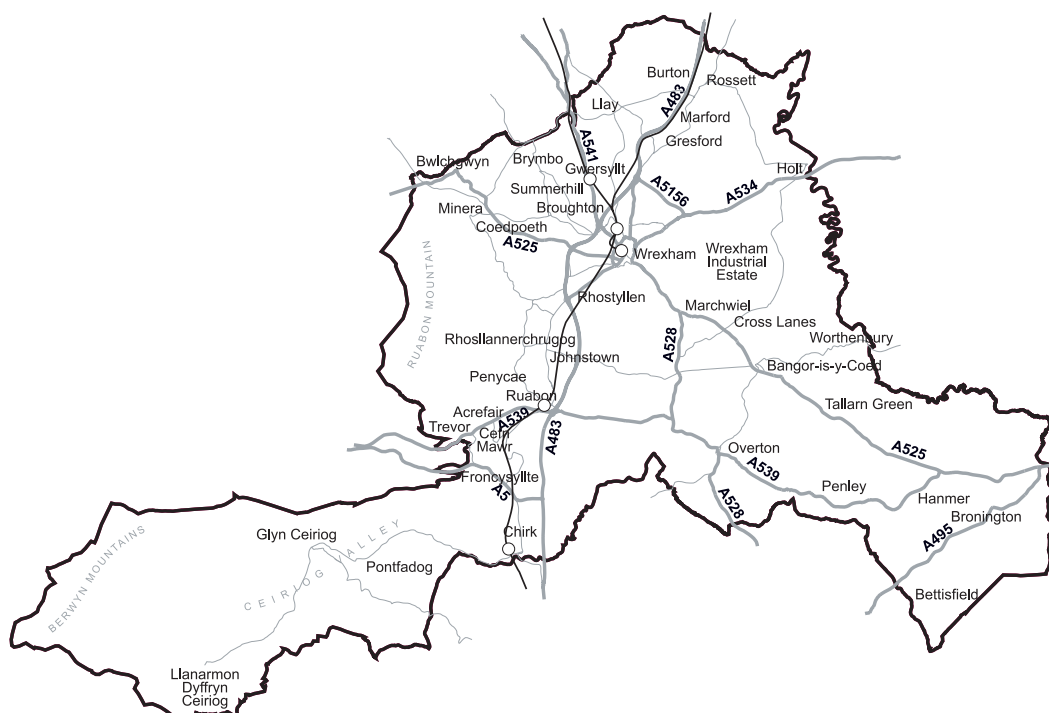 Burton
Rossett
Llay
A483
Marford
A541
Gresford
Bwlchgwyn
Brymbo
Gwersyllt
Holt
Summerhill
A5156
A534
Minera
Broughton
Coedpoeth
A525
Wrexham
Wrexham
Industrial
Estate
RUABON MOUNTAIN
Rhostyllen
Marchwiel
Cross Lanes
Rhosllannerchrugog
A528
Worthenbury
Johnstown
Bangor-is-y-Coed
Penycae
Ruabon
Tallarn Green
Acrefair
A539
Trevor
Cefn
Mawr
A483
Overton
A525
Froncysyllte
A5
A539
Penley
Hanmer
A528
Bronington
Chirk
A495
Glyn Ceiriog
CEIRIOG VALLEY
BERWYN MOUNTAINS
Pontfadog
Bettisfield
Llanarmon
Dyffryn
Ceiriog